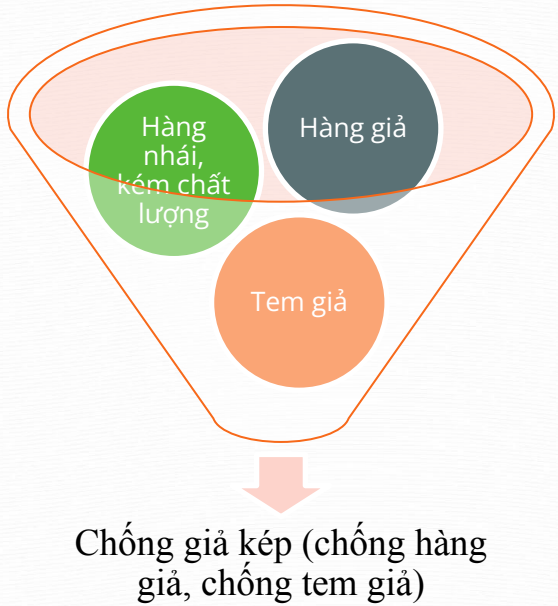 Hàng
nhái,
kém chất
lượng
Hàng giả
Tem giả
Chống giả kép (chống hàng
giả, chống tem giả)